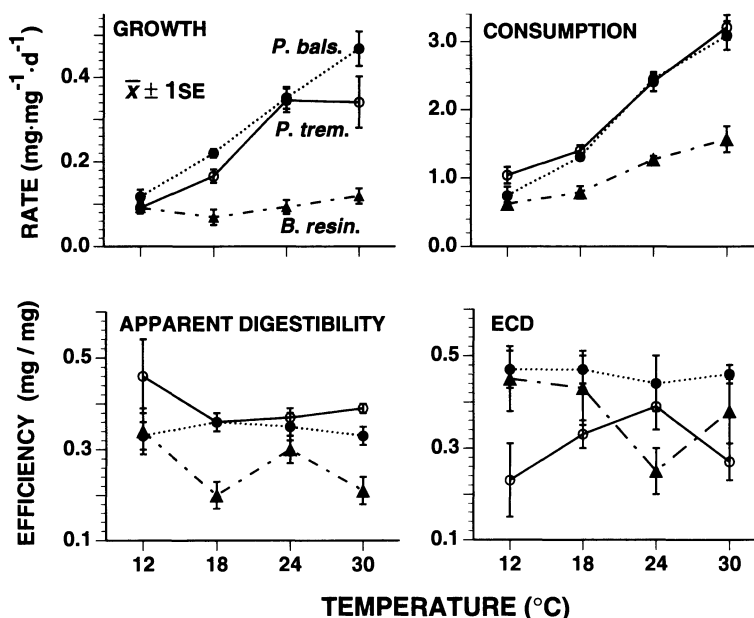 GROWTH
P. bals.
x̄ ± 1SE
P. trem.
B. resin.
0.4
0.2
0.0
RATE (mg·mg⁻¹·d⁻¹)
CONSUMPTION
3.0
2.0
1.0
0.0
APPARENT DIGESTIBILITY
0.5
0.3
0.1
EFFICIENCY (mg / mg)
12 18 24 30
ECD
0.5
0.3
0.1
12 18 24 30
TEMPERATURE (°C)